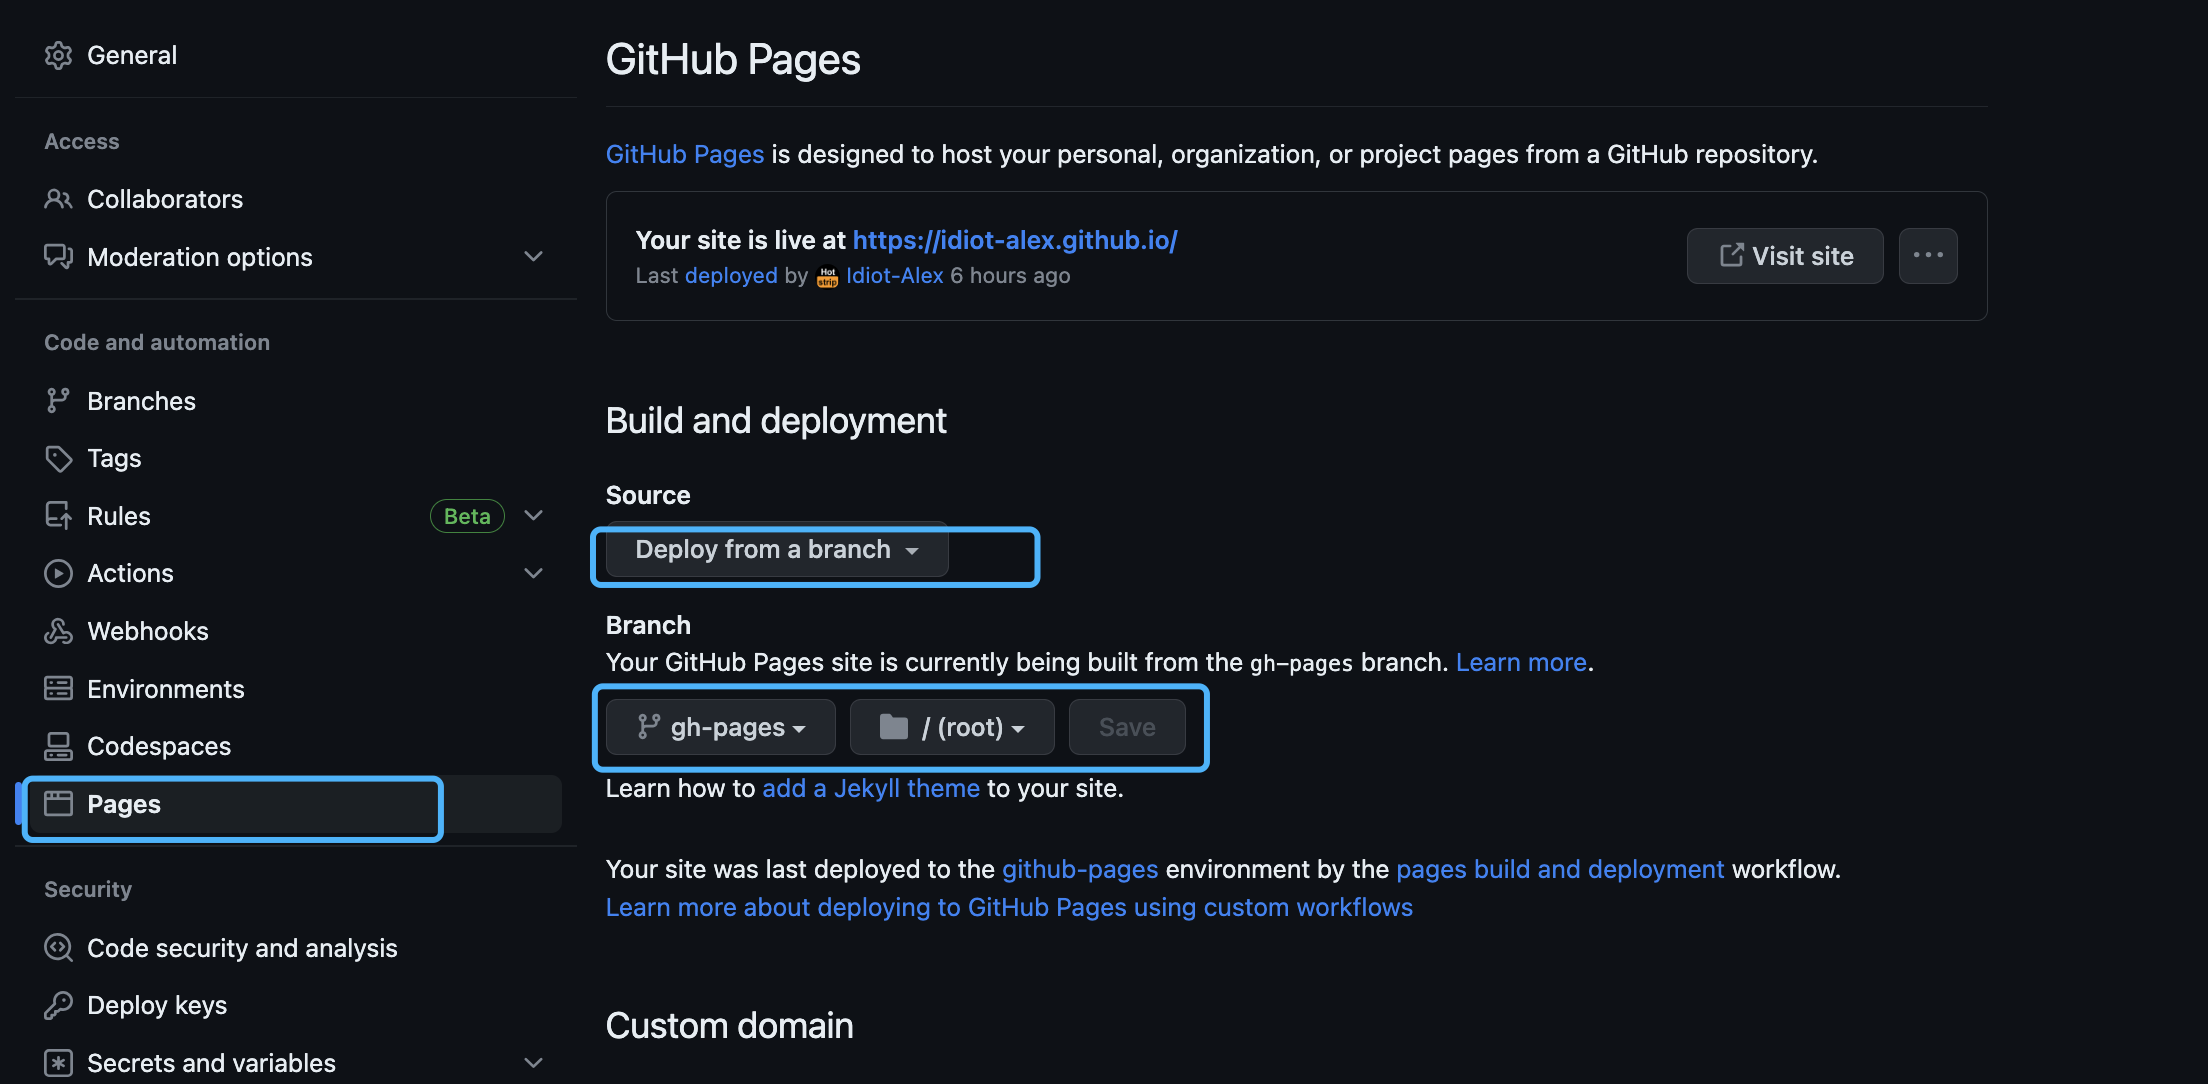 General
Access
Collaborators
Moderation options
Code and automation
Branches
Tags
Rules Beta
Actions
Webhooks
Environments
Codespaces
Pages
Security
Code security and analysis
Deploy keys
Secrets and variables
GitHub Pages
GitHub Pages is designed to host your personal, organization, or project pages from a GitHub repository.
Your site is live at https://idiot-alex.github.io/
Last deployed by Hot strip Idiot-Alex 6 hours ago
Visit site
Build and deployment
Source
Deploy from a branch
Branch
Your GitHub Pages site is currently being built from the gh-pages branch. Learn more.
gh-pages / (root) Save
Learn how to add a Jekyll theme to your site.
Your site was last deployed to the github-pages environment by the pages build and deployment workflow.
Learn more about deploying to GitHub Pages using custom workflows
Custom domain